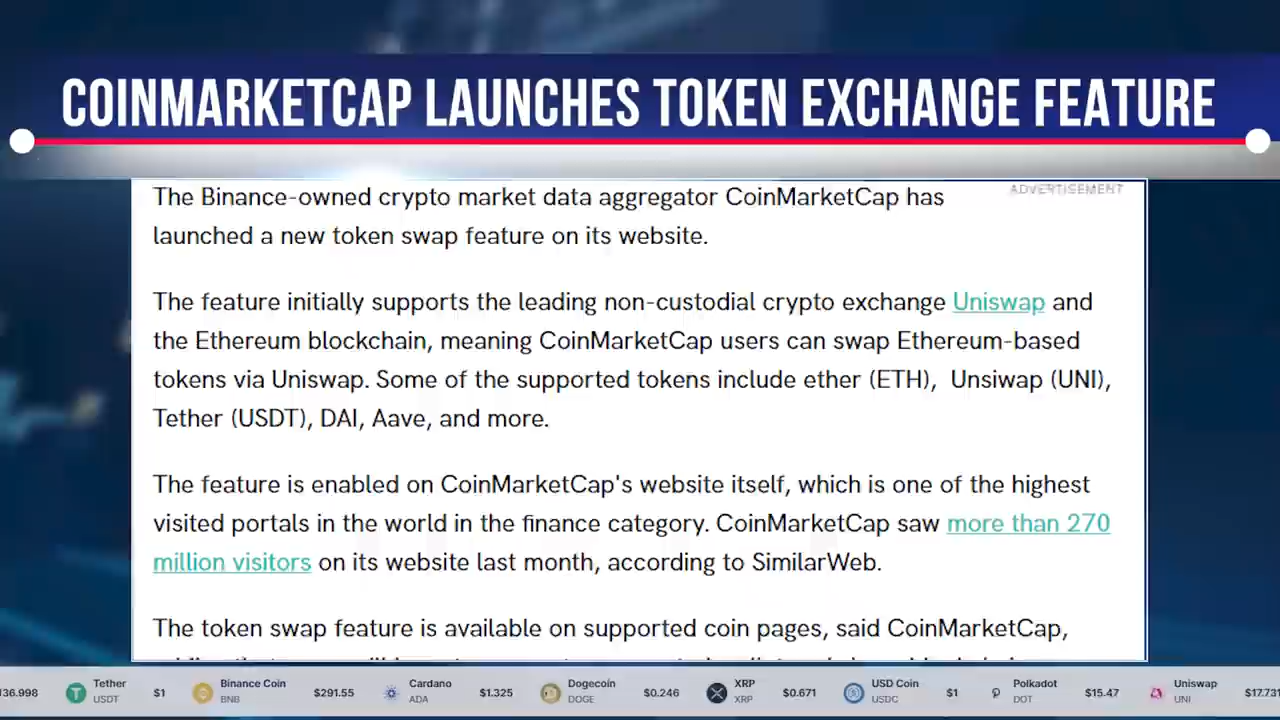 COINMARKETCAP LAUNCHES TOKEN EXCHANGE FEATURE
ADVERTISEMENT
The Binance-owned crypto market data aggregator CoinMarketCap has
launched a new token swap feature on its website.
The feature initially supports the leading non-custodial crypto exchange Uniswap and
the Ethereum blockchain, meaning CoinMarketCap users can swap Ethereum-based
tokens via Uniswap. Some of the supported tokens include ether (ETH),  Unsiwap (UNI),
Tether (USDT), DAI, Aave, and more.
The feature is enabled on CoinMarketCap's website itself, which is one of the highest
visited portals in the world in the finance category. CoinMarketCap saw more than 270
million visitors on its website last month, according to SimilarWeb.
The token swap feature is available on supported coin pages, said CoinMarketCap,
136.998 Tether USDT $1 Binance Coin BNB $291.55 Cardano ADA $1.325 Dogecoin DOGE $0.246 XRP XRP $0.671 USD Coin USDC $1 Polkadot DOT $15.47 Uniswap UNI $17.731